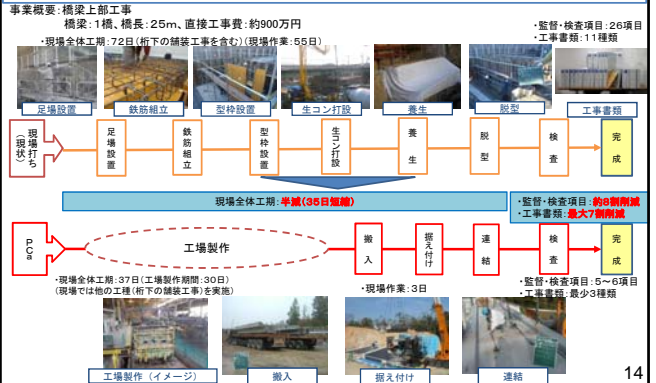 事業概要:橋梁上部工事
橋梁:1橋、橋長:25m、直接工事費:約900万円
・現場全体工期:72日(桁下の舗装工事を含む)(現場作業:55日)
・監督・検査項目:26項目
・工事書類:11種類
足場設置
鉄筋組立
型枠設置
生コン打設
養生
脱型
工事書類
現場打ち(現状)
足場設置
鉄筋組立
型枠設置
生コン打設
養生
脱型
検査
完成
現場全体工期:半減(35日短縮)
・監督・検査項目:約8割削減
・工事書類:最大7割削減
PCa
工場製作
搬入
据え付け
連結
検査
完成
・現場全体工期:37日(工場製作期間:30日)
(現場では他の工種(桁下の舗装工事)を実施)
・現場作業:3日
・監督・検査項目:5~6項目
・工事書類:最少3種類
工場製作(イメージ)
搬入
据え付け
連結
14